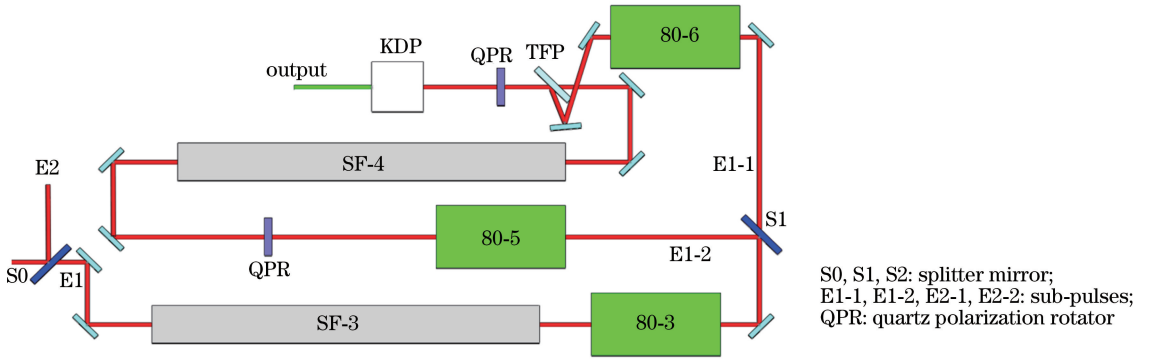 80-6
KDP
QPR
TFP
output
SF-4
E1-1
E2
S1
80-5
E1-2
QPR
S0
E1
SF-3
80-3
S0, S1, S2: splitter mirror;
E1-1, E1-2, E2-1, E2-2: sub-pulses;
QPR: quartz polarization rotator